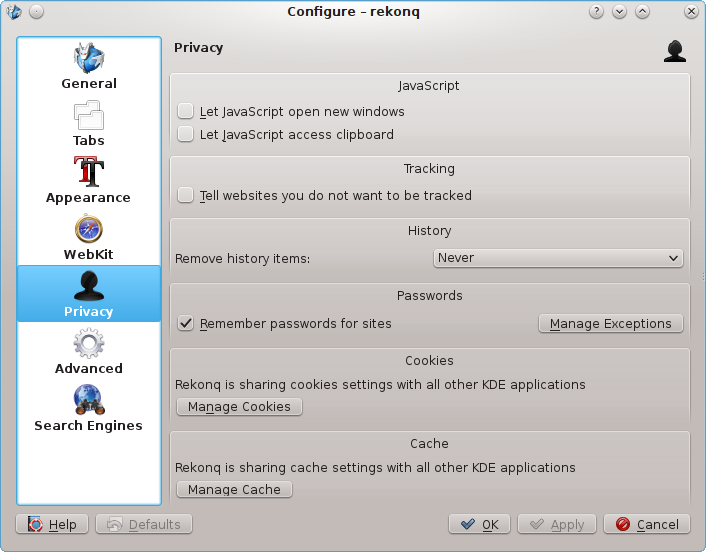 Configure – rekonq
General
Tabs
Appearance
WebKit
Privacy
Advanced
Search Engines
Privacy
JavaScript
Let JavaScript open new windows
Let JavaScript access clipboard
Tracking
Tell websites you do not want to be tracked
History
Remove history items: Never
Passwords
Remember passwords for sites Manage Exceptions
Cookies
Rekonq is sharing cookies settings with all other KDE applications
Manage Cookies
Cache
Rekonq is sharing cache settings with all other KDE applications
Manage Cache
Help Defaults OK Apply Cancel